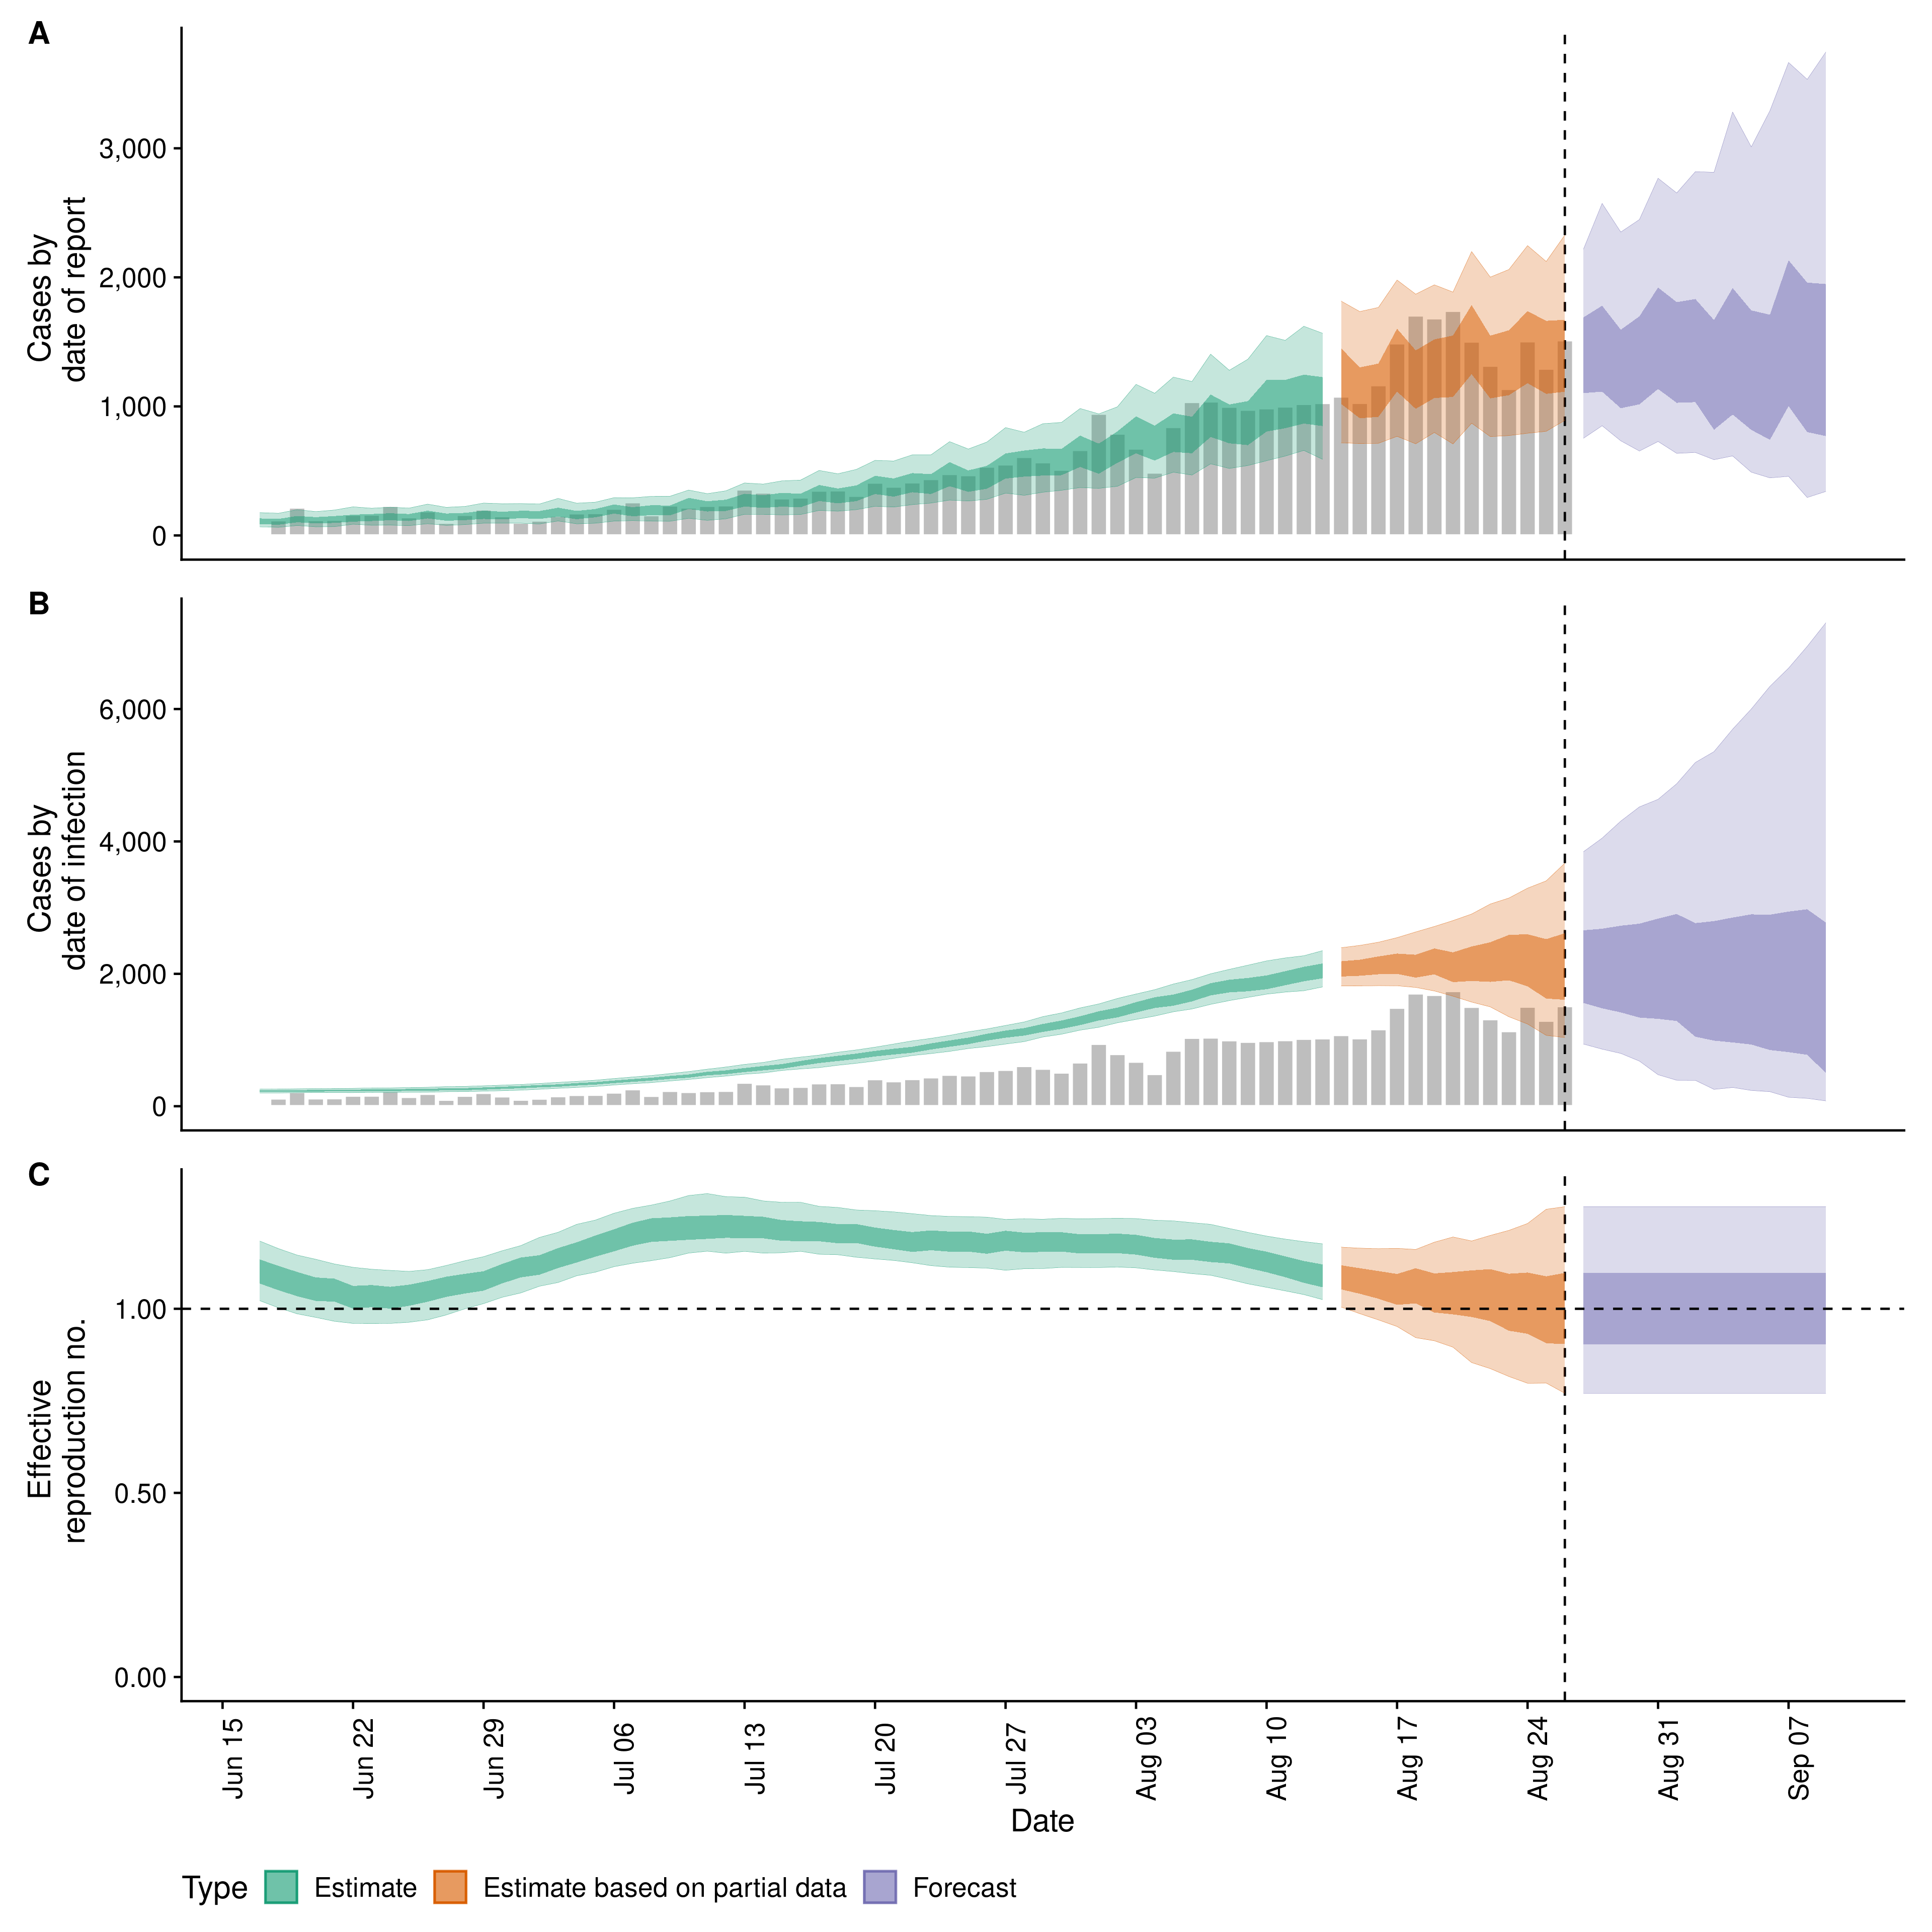 A
Cases by
date of report
3,000
2,000
1,000
0
B
Cases by
date of infection
6,000
4,000
2,000
0
C
Effective
reproduction no.
1.00
0.50
0.00
Jun 15
Jun 22
Jun 29
Jul 06
Jul 13
Jul 20
Jul 27
Aug 03
Aug 10
Aug 17
Aug 24
Aug 31
Sep 07
Date
Type Estimate Estimate based on partial data Forecast